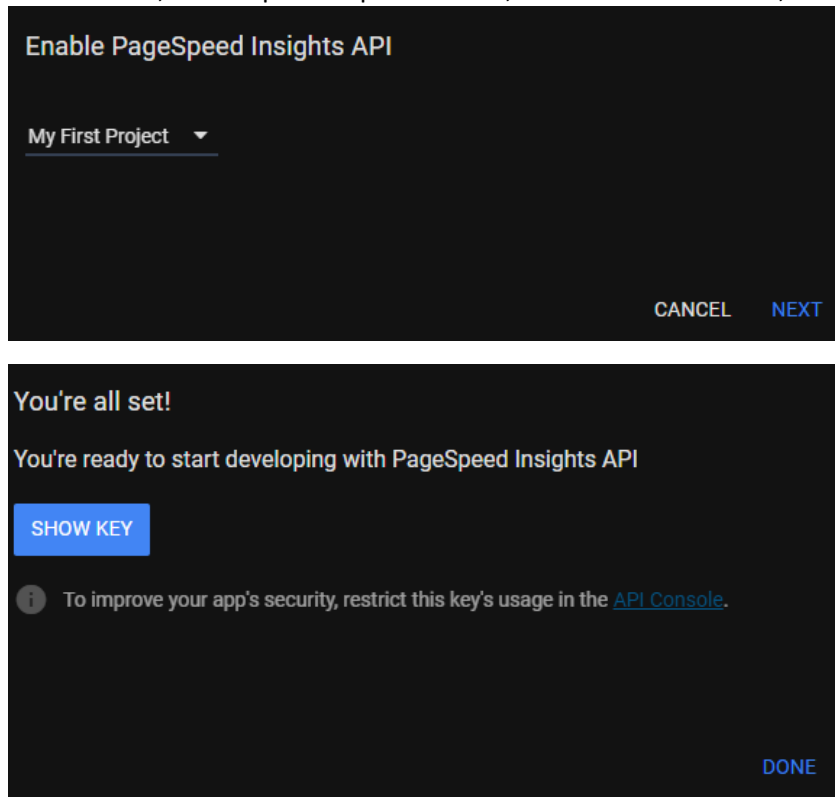 Enable PageSpeed Insights API
My First Project
CANCEL NEXT
You're all set!
You're ready to start developing with PageSpeed Insights API
SHOW KEY
To improve your app's security, restrict this key's usage in the API Console.
DONE